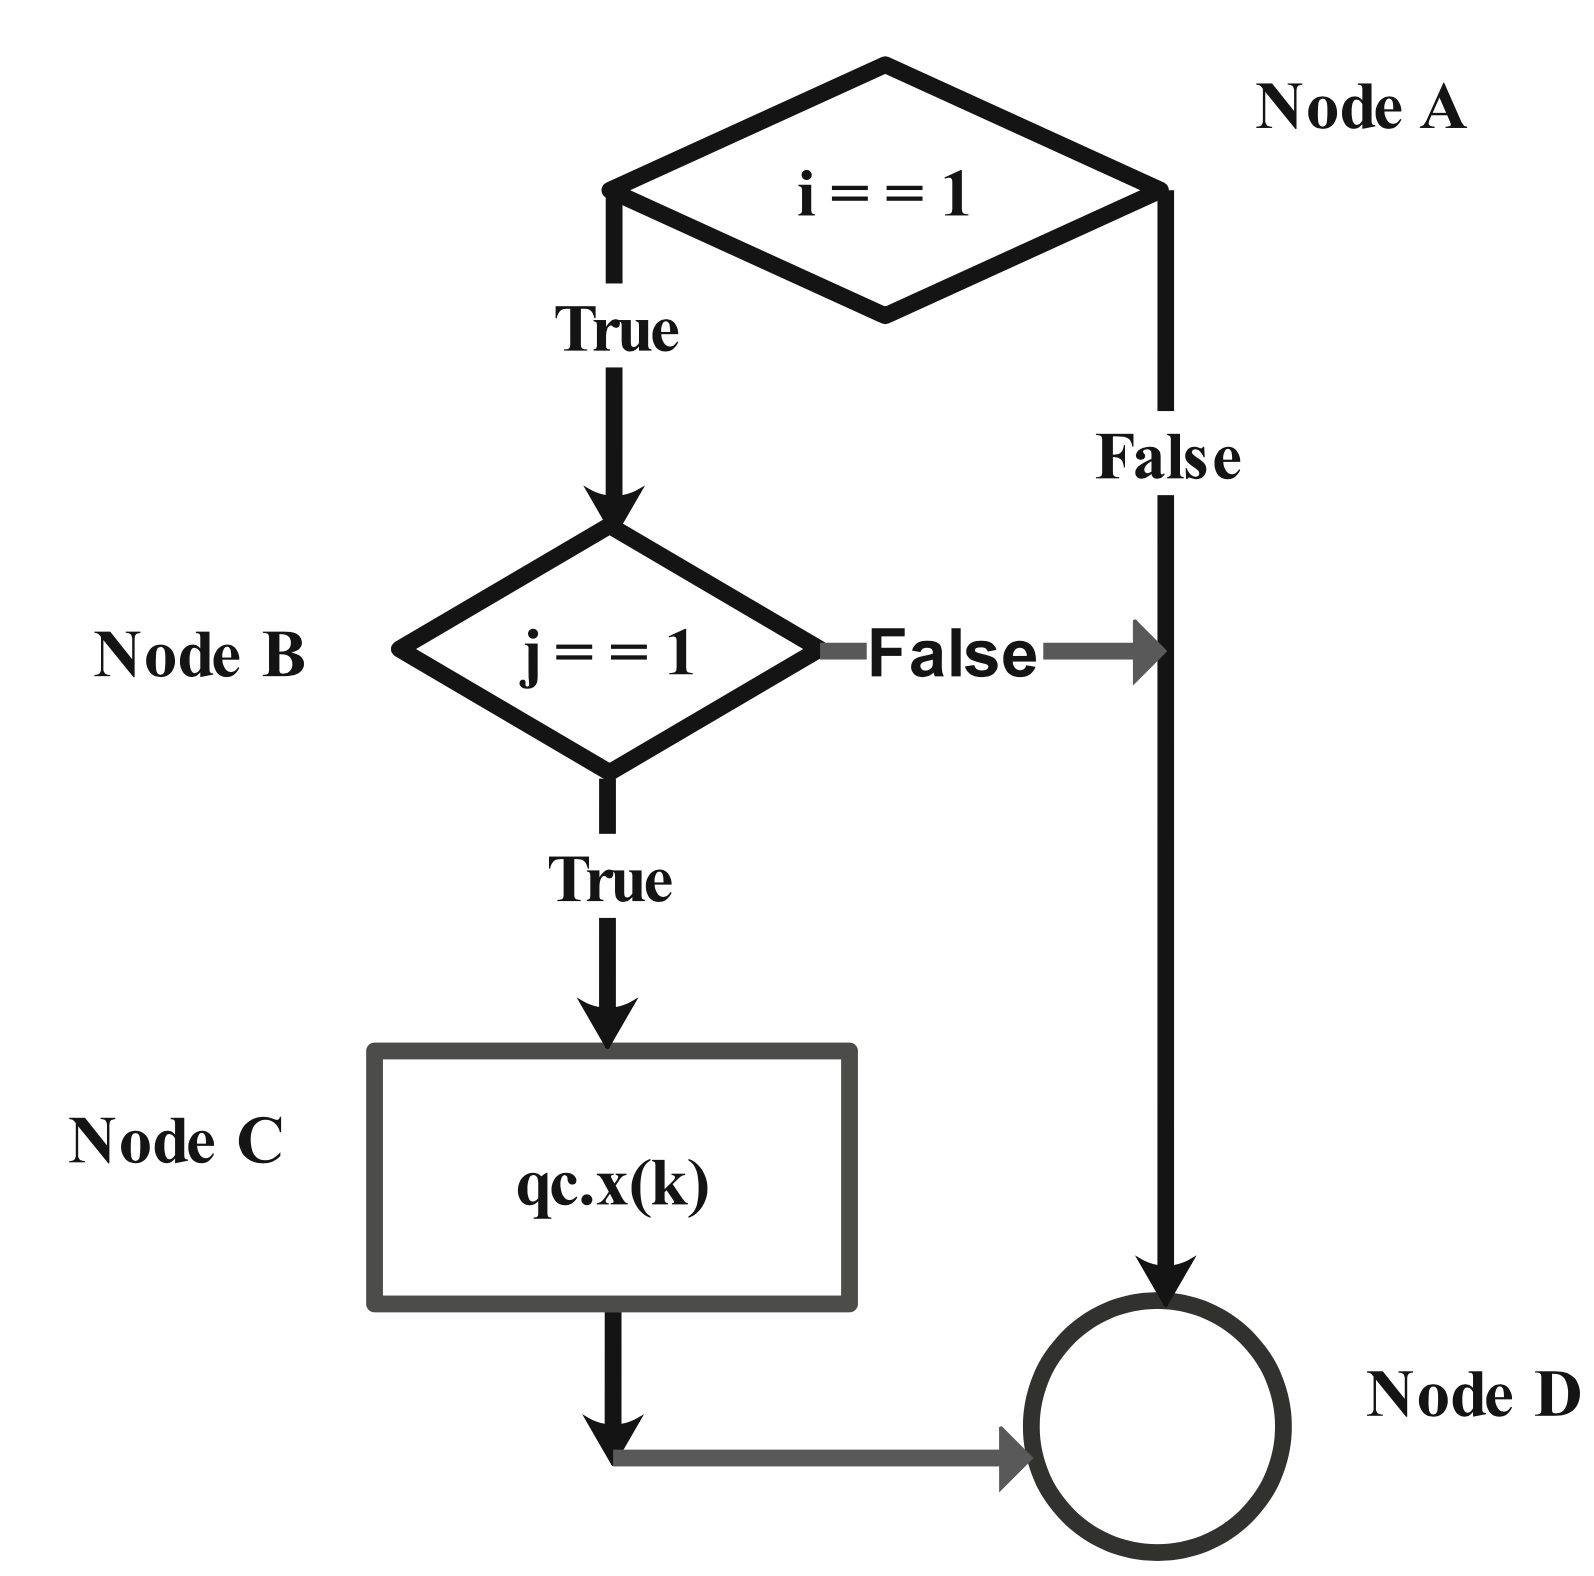 Node A
i = = 1
True
False
Node B
j = = 1
False
True
Node C
qc.x(k)
Node D